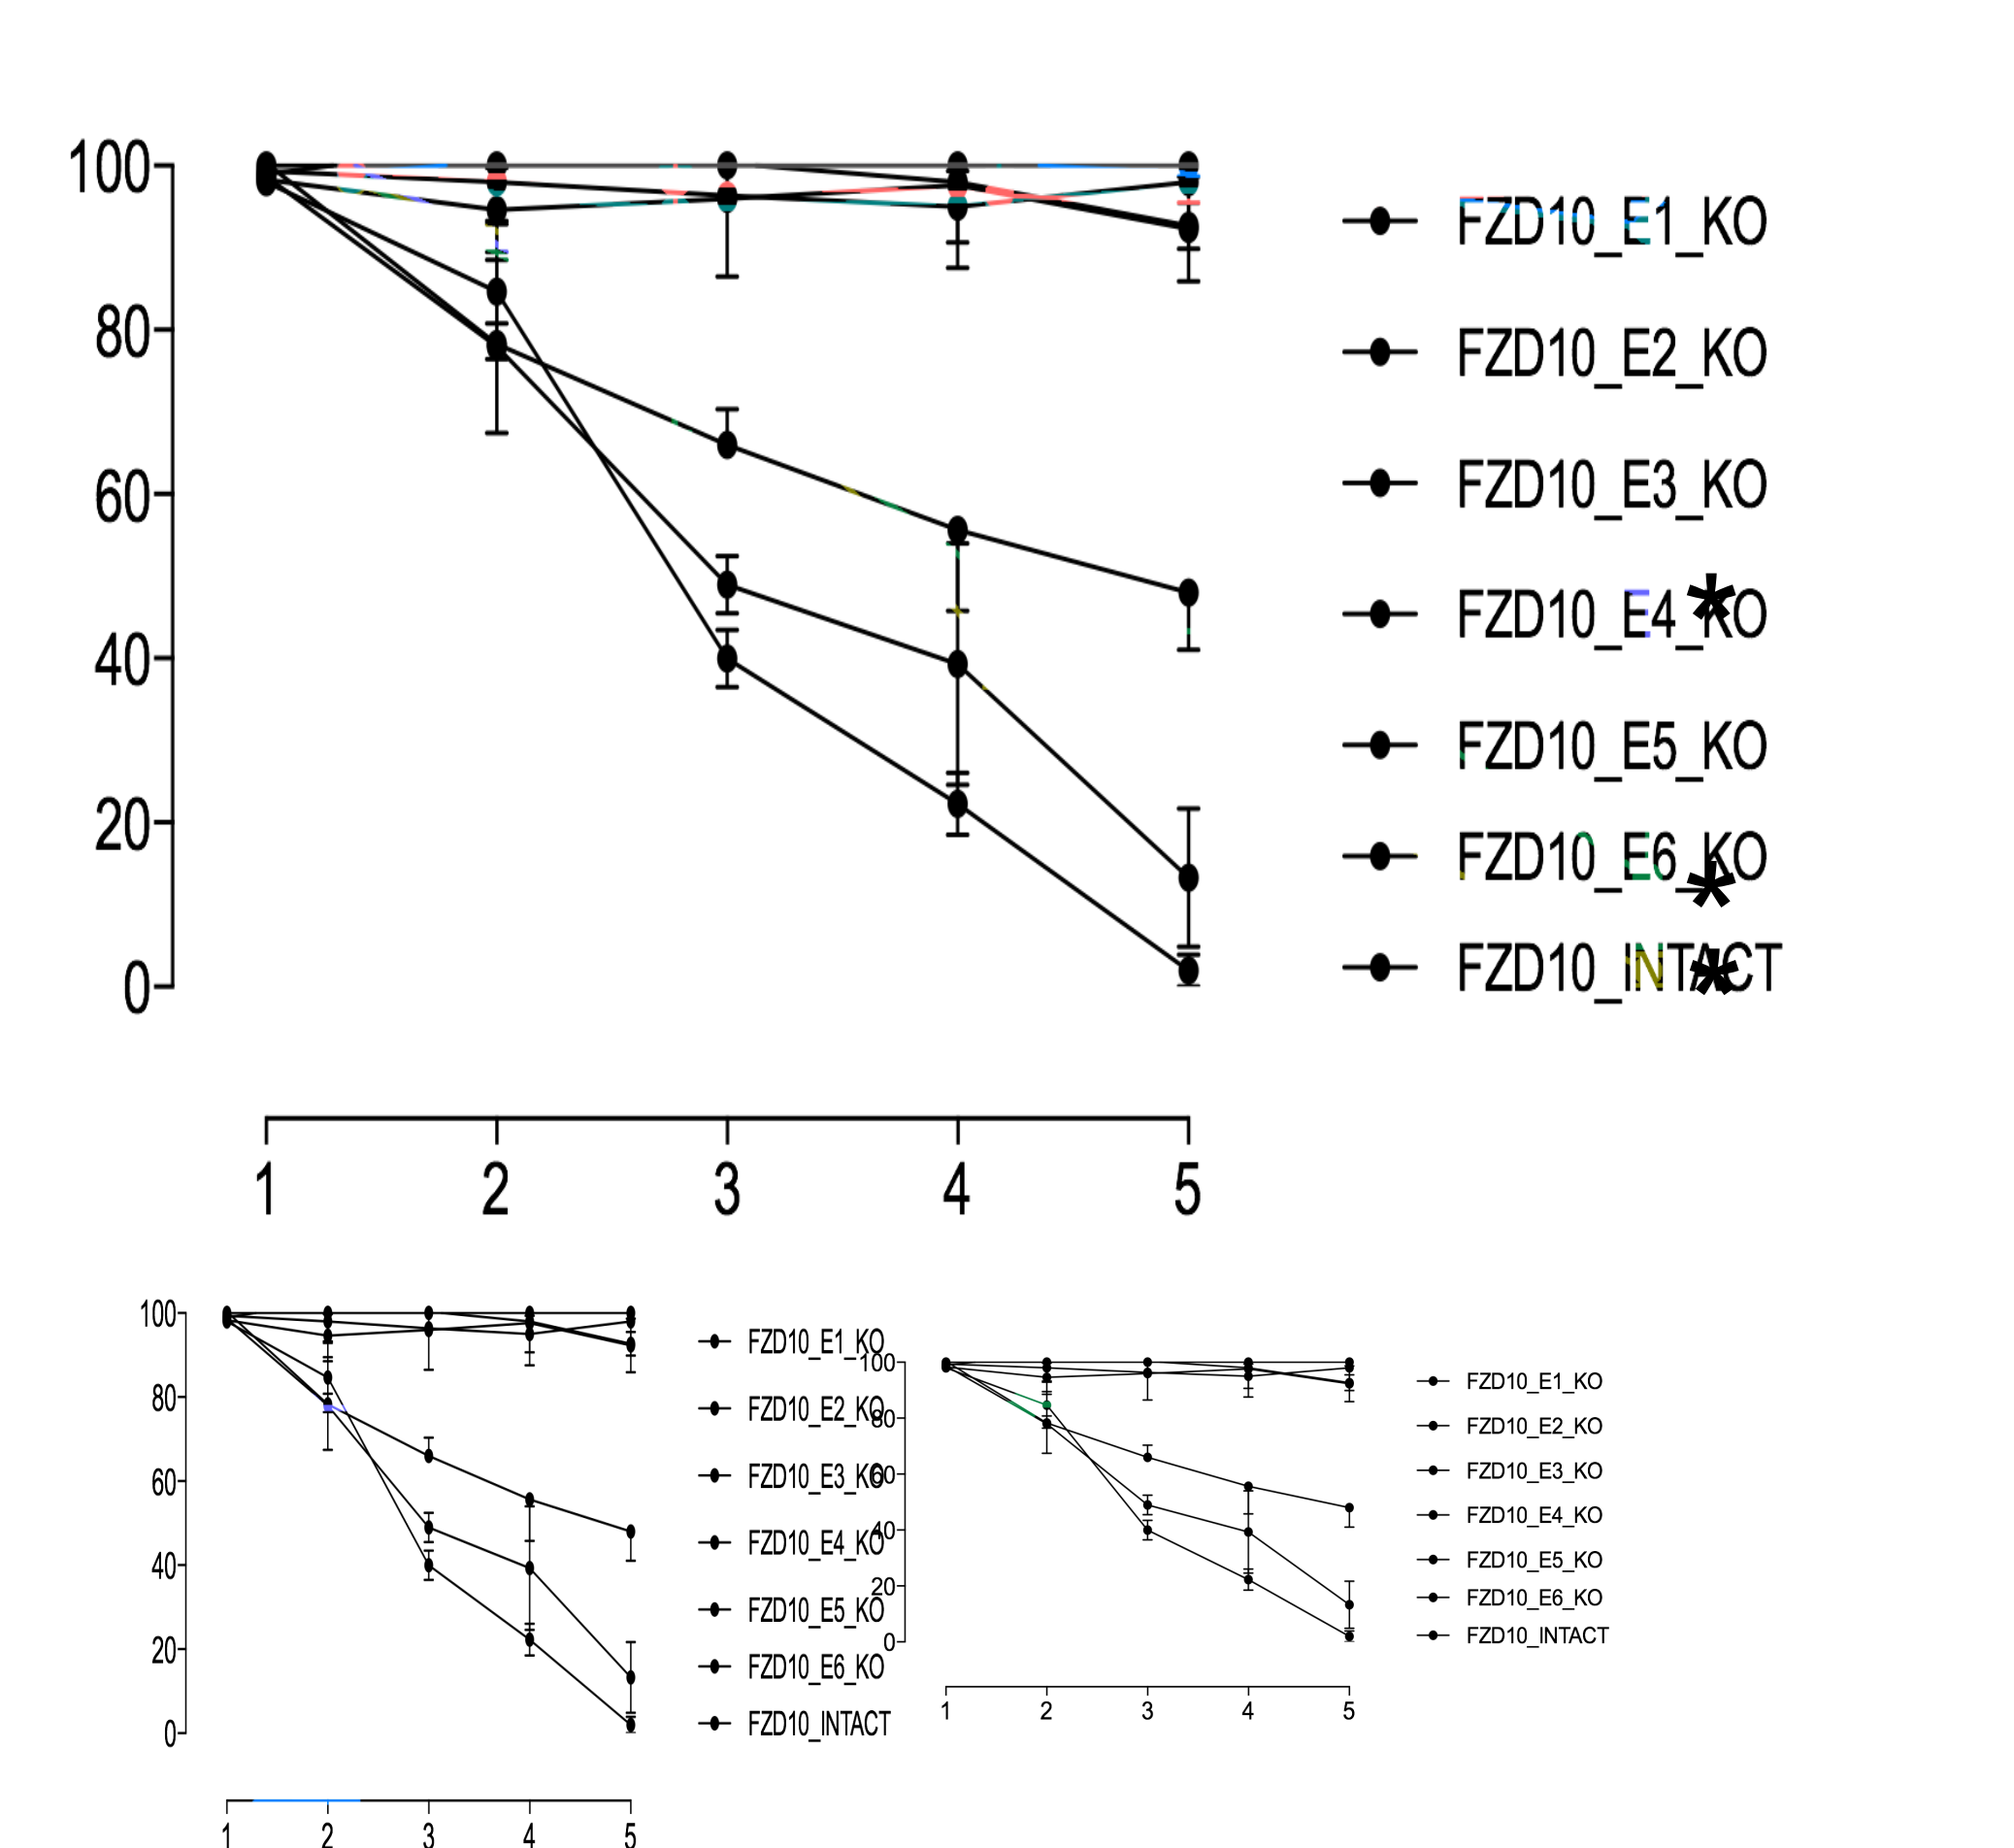 100
80
60
40
20
0
1 2 3 4 5
FZD10_E1_KO
FZD10_E2_KO
FZD10_E3_KO
FZD10_E4_KO *
FZD10_E5_KO
FZD10_E6_KO *
FZD10_INTACT *
100
80
60
40
20
0
1 2 3 4 5
FZD10_E1_KO
FZD10_E2_KO
FZD10_E3_KO
FZD10_E4_KO
FZD10_E5_KO
FZD10_E6_KO
FZD10_INTACT
100
80
60
40
20
0
1 2 3 4 5
FZD10_E1_KO
FZD10_E2_KO
FZD10_E3_KO
FZD10_E4_KO
FZD10_E5_KO
FZD10_E6_KO
FZD10_INTACT